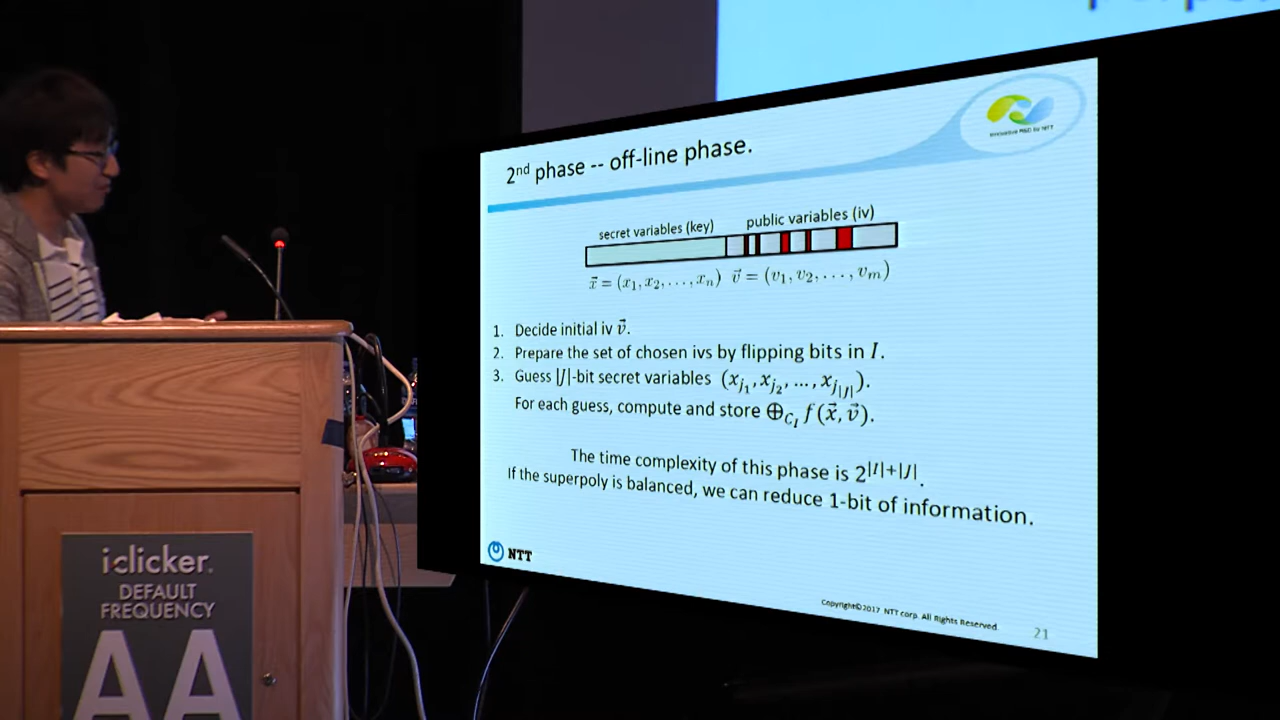 2nd phase -- off-line phase.
Innovative R&D by NTT
secret variables (key) public variables (iv)
x⃗ = (x₁, x₂, . . . , xₙ) v⃗ = (v₁, v₂, . . . , vₘ)
1. Decide initial iv v⃗.
2. Prepare the set of chosen ivs by flipping bits in I.
3. Guess |J|-bit secret variables (x_{j₁}, x_{j₂}, ..., x_{j_{|J|}}).
For each guess, compute and store ⊕_{C_I} f(x⃗, v⃗).
The time complexity of this phase is 2^{|I|+|J|}.
If the superpoly is balanced, we can reduce 1-bit of information.
NTT
Copyright©2017 NTT corp. All Rights Reserved.
21
i>clicker.
DEFAULT
FREQUENCY
AA